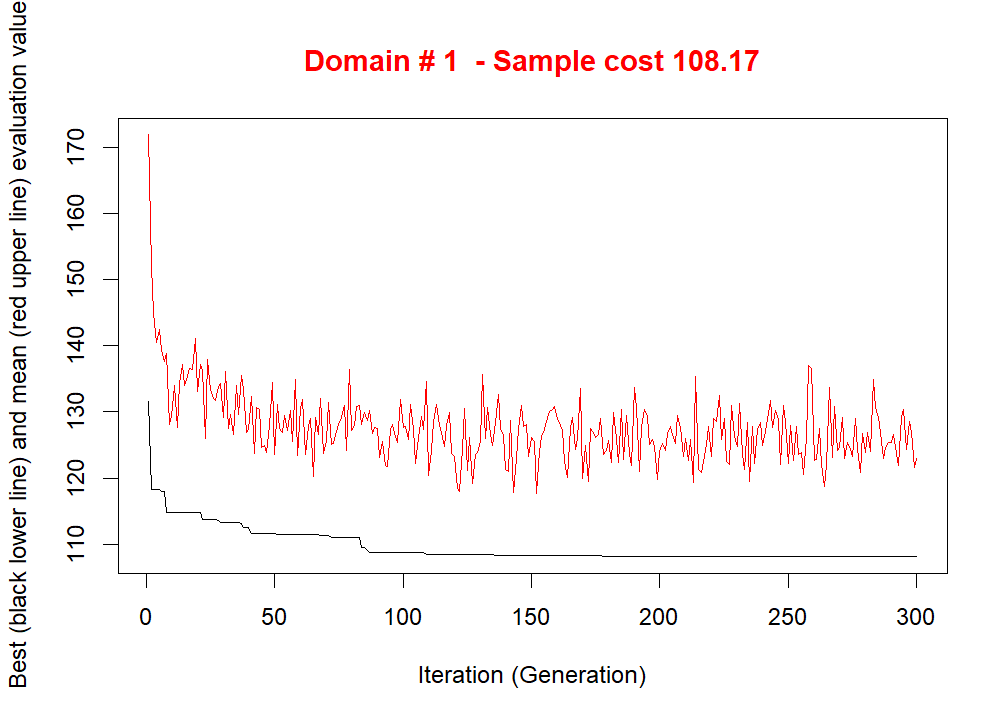 Domain # 1  - Sample cost 108.17
Best (black lower line) and mean (red upper line) evaluation value
170
160
150
140
130
120
110
0 50 100 150 200 250 300
Iteration (Generation)